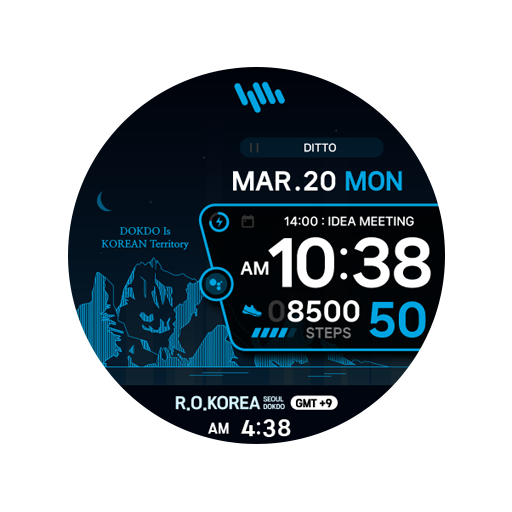 DITTO
MAR.20 MON
DOKDO Is
KOREAN Territory
14:00 : IDEA MEETING
AM 10:38
08500 50
STEPS
R.O.KOREA SEOUL DOKDO GMT +9
AM 4:38